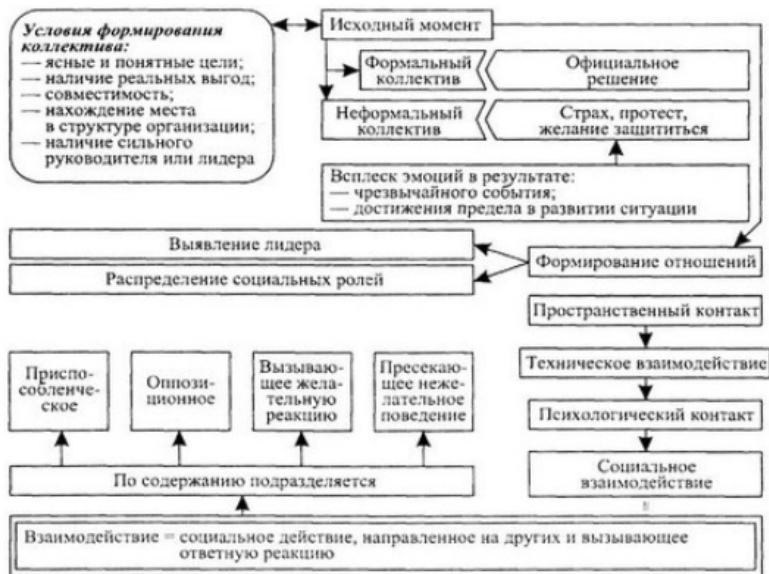 Условия формирования
коллектива:
— ясные и понятные цели;
— наличие реальных выгод;
— совместимость;
— нахождение места
в структуре организации;
— наличие сильного
руководителя или лидера
Исходный момент
Формальный
коллектив
Официальное
решение
Неформальный
коллектив
Страх, протест,
желание защититься
Всплеск эмоций в результате:
— чрезвычайного события;
— достижения предела в развитии ситуации
Выявление лидера
Распределение социальных ролей
Формирование отношений
Пространственный контакт
Техническое взаимодействие
Психологический контакт
Социальное
взаимодействие
Приспо-
собленче-
ское
Оппози-
ционное
Вызываю-
щее жела-
тельную
реакцию
Пресекаю-
щее неже-
лательное
поведение
По содержанию подразделяется
Взаимодействие = социальное действие, направленное на других и вызывающее
ответную реакцию